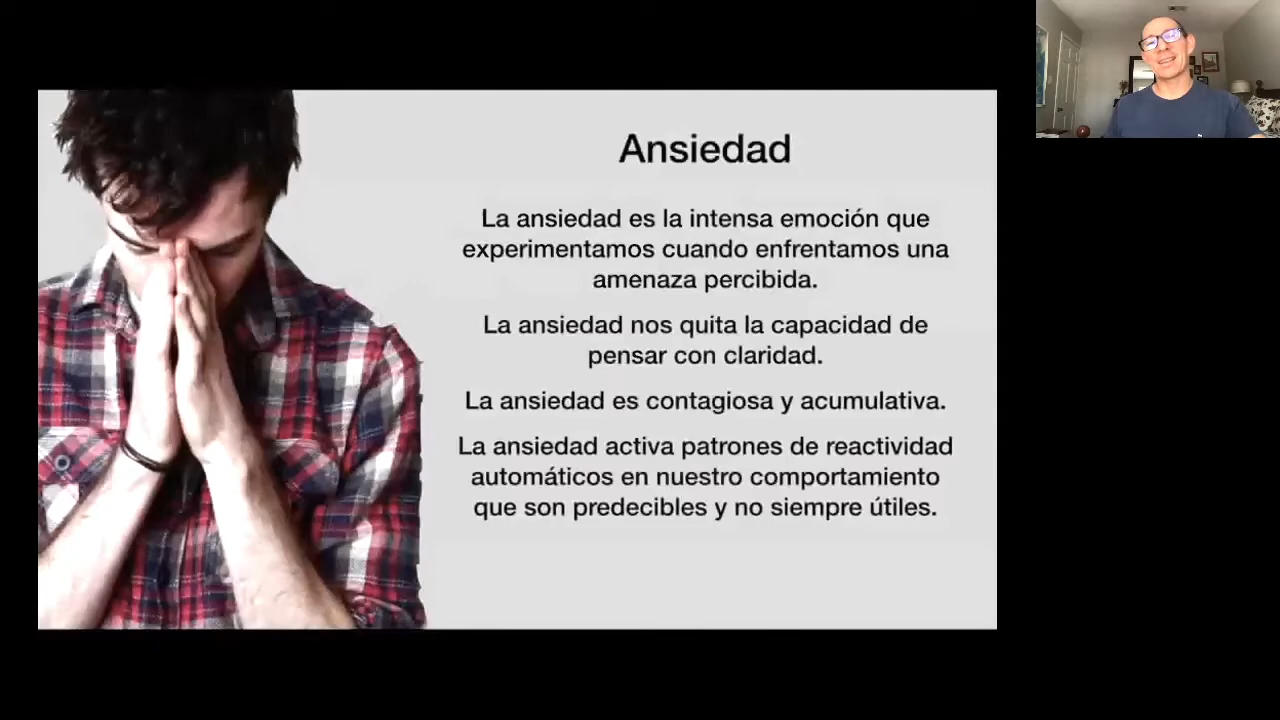 Ansiedad
La ansiedad es la intensa emoción que
experimentamos cuando enfrentamos una
amenaza percibida.
La ansiedad nos quita la capacidad de
pensar con claridad.
La ansiedad es contagiosa y acumulativa.
La ansiedad activa patrones de reactividad
automáticos en nuestro comportamiento
que son predecibles y no siempre útiles.